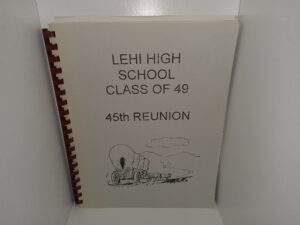 LEHI HIGH
SCHOOL
CLASS OF 49
45th REUNION